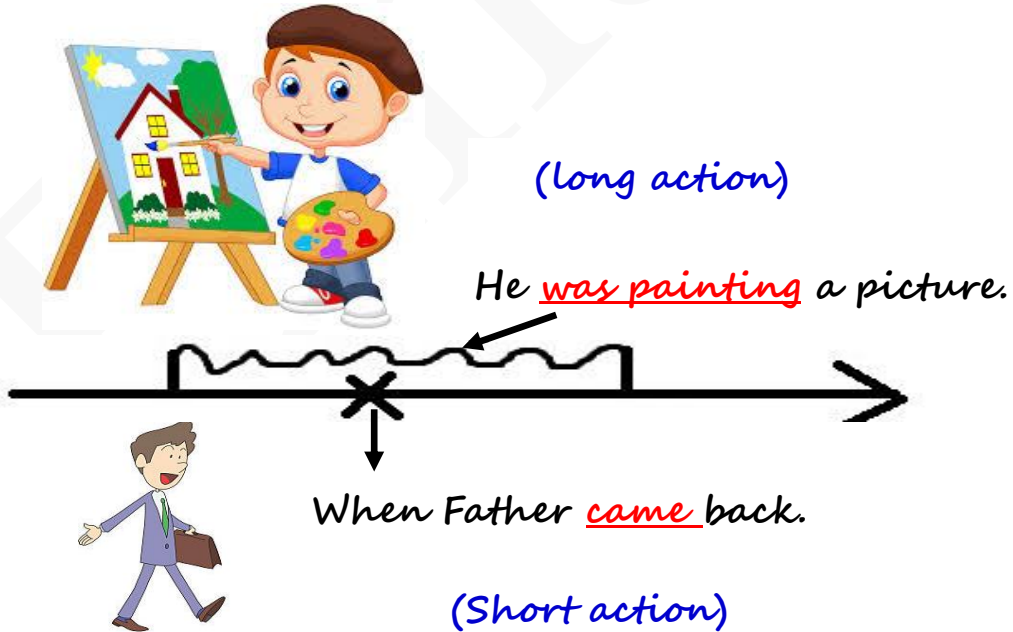 (long action)
He was painting a picture.
When Father came back.
(Short action)